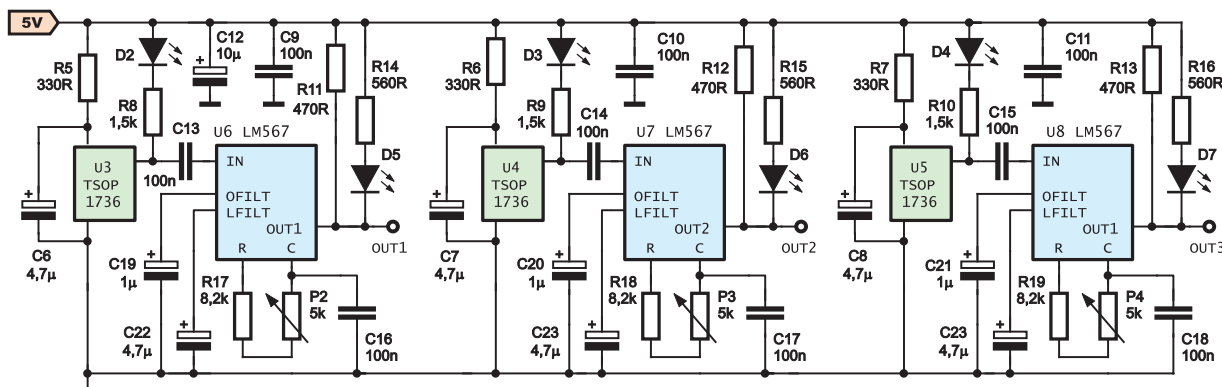 5V
R5
330R
D2
C12
10µ
C9
100n
R8
1,5k
R11
470R
R14
560R
C13
100n
U6 LM567
U3
TSOP
1736
IN
OFILT
LFILT
OUT1
R
C
D5
OUT1
C6
4,7µ
C19
1µ
C22
4,7µ
R17
8,2k
P2
5k
C16
100n
R6
330R
D3
C10
100n
R9
1,5k
R12
470R
R15
560R
C14
100n
U7 LM567
U4
TSOP
1736
IN
OFILT
LFILT
OUT2
R
C
D6
OUT2
C7
4,7µ
C20
1µ
C23
4,7µ
R18
8,2k
P3
5k
C17
100n
R7
330R
D4
C11
100n
R10
1,5k
R13
470R
R16
560R
C15
100n
U8 LM567
U5
TSOP
1736
IN
OFILT
LFILT
OUT1
R
C
D7
OUT3
C8
4,7µ
C21
1µ
C23
4,7µ
R19
8,2k
P4
5k
C18
100n